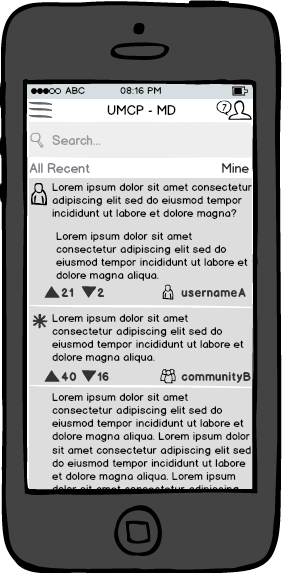 ABC 08:16 PM
UMCP - MD 7
Search...
All Recent Mine
Lorem ipsum dolor sit amet consectetur
adipiscing elit sed do eiusmod tempor
incididunt ut labore et dolore magna?
Lorem ipsum dolor sit amet
consectetur adipiscing elit sed do
eiusmod tempor incididunt ut labore et
dolore magna aliqua.
21 2 usernameA
Lorem ipsum dolor sit amet
consectetur adipiscing elit sed do
eiusmod tempor incididunt ut labore et
dolore magna aliqua.
40 16 communityB
Lorem ipsum dolor sit amet
consectetur adipiscing elit sed do
eiusmod tempor incididunt ut labore et
dolore magna aliqua. Lorem ipsum dolor
sit amet consectetur adipiscing elit sed
do eiusmod tempor incididunt ut labore
et dolore magna aliqua. Lorem ipsum
dolor sit amet consectetur adipiscing